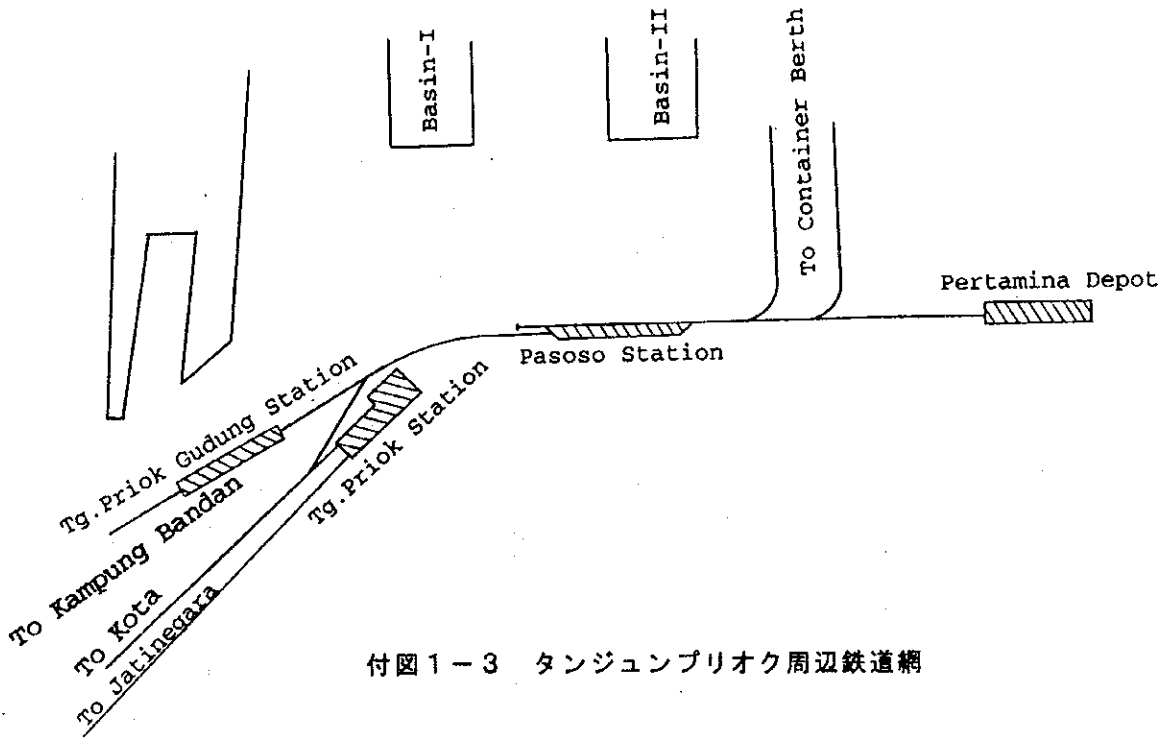 Basin-I
Basin-II
To Container Berth
Pertamina Depot
Pasoso Station
Tg.Priok Gudung Station
Tg.Priok Station
To Kampung Bandan
To Kota
To Jatinegara
付図1-3 タンジュンプリオク周辺鉄道網